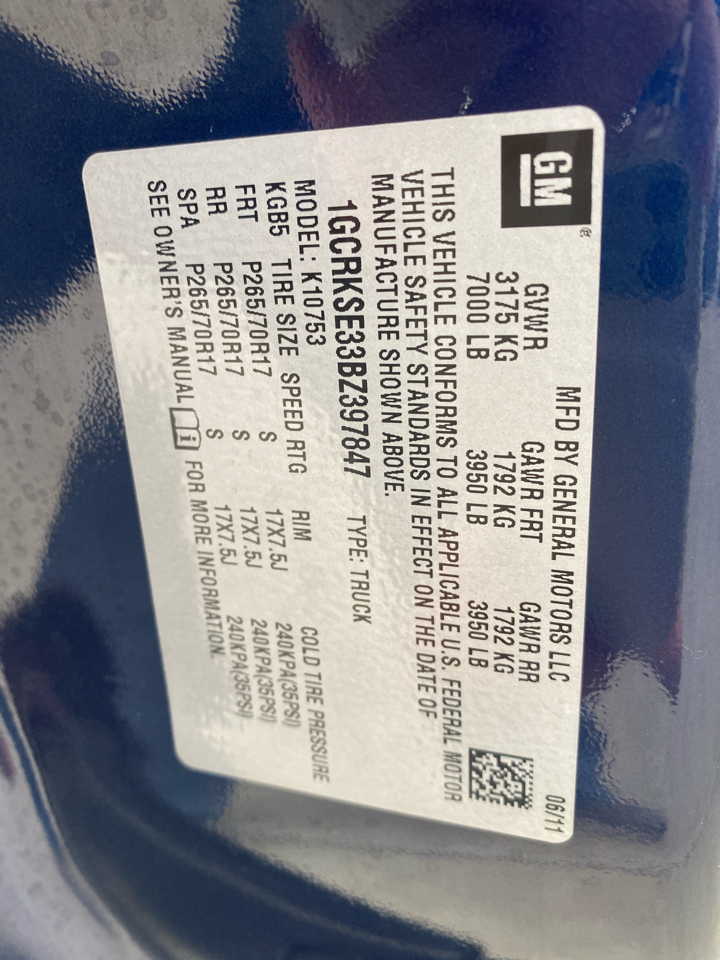 GM
MFD BY GENERAL MOTORS LLC 06/11
GVWR GAWR FRT GAWR RR
3175 KG 1792 KG 1792 KG
7000 LB 3950 LB 3950 LB
THIS VEHICLE CONFORMS TO ALL APPLICABLE U.S. FEDERAL MOTOR
VEHICLE SAFETY STANDARDS IN EFFECT ON THE DATE OF
MANUFACTURE SHOWN ABOVE.
1GCRKSE33BZ397847 TYPE: TRUCK
MODEL: K10753
KGB5 TIRE SIZE SPEED RTG RIM COLD TIRE PRESSURE
FRT P265/70R17 S 17X7.5J 240KPA(35PSI)
RR P265/70R17 S 17X7.5J 240KPA(35PSI)
SPA P265/70R17 S 17X7.5J 240KPA(35PSI)
SEE OWNER'S MANUAL FOR MORE INFORMATION.